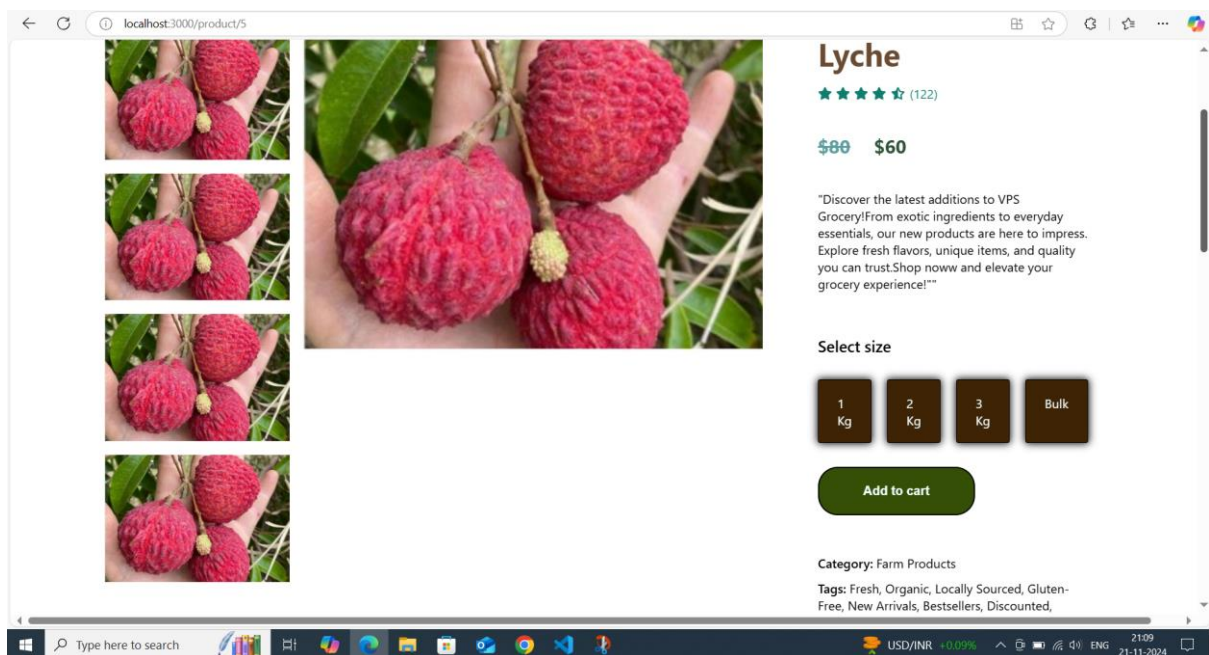 localhost:3000/product/5
Lyche
(122)
$80 $60
"Discover the latest additions to VPS
Grocery!From exotic ingredients to everyday
essentials, our new products are here to impress.
Explore fresh flavors, unique items, and quality
you can trust.Shop noww and elevate your
grocery experience!""
Select size
1 Kg
2 Kg
3 Kg
Bulk
Add to cart
Category: Farm Products
Tags: Fresh, Organic, Locally Sourced, Gluten-
Free, New Arrivals, Bestsellers, Discounted,
Type here to search
USD/INR +0.09%
ENG
21:09
21-11-2024